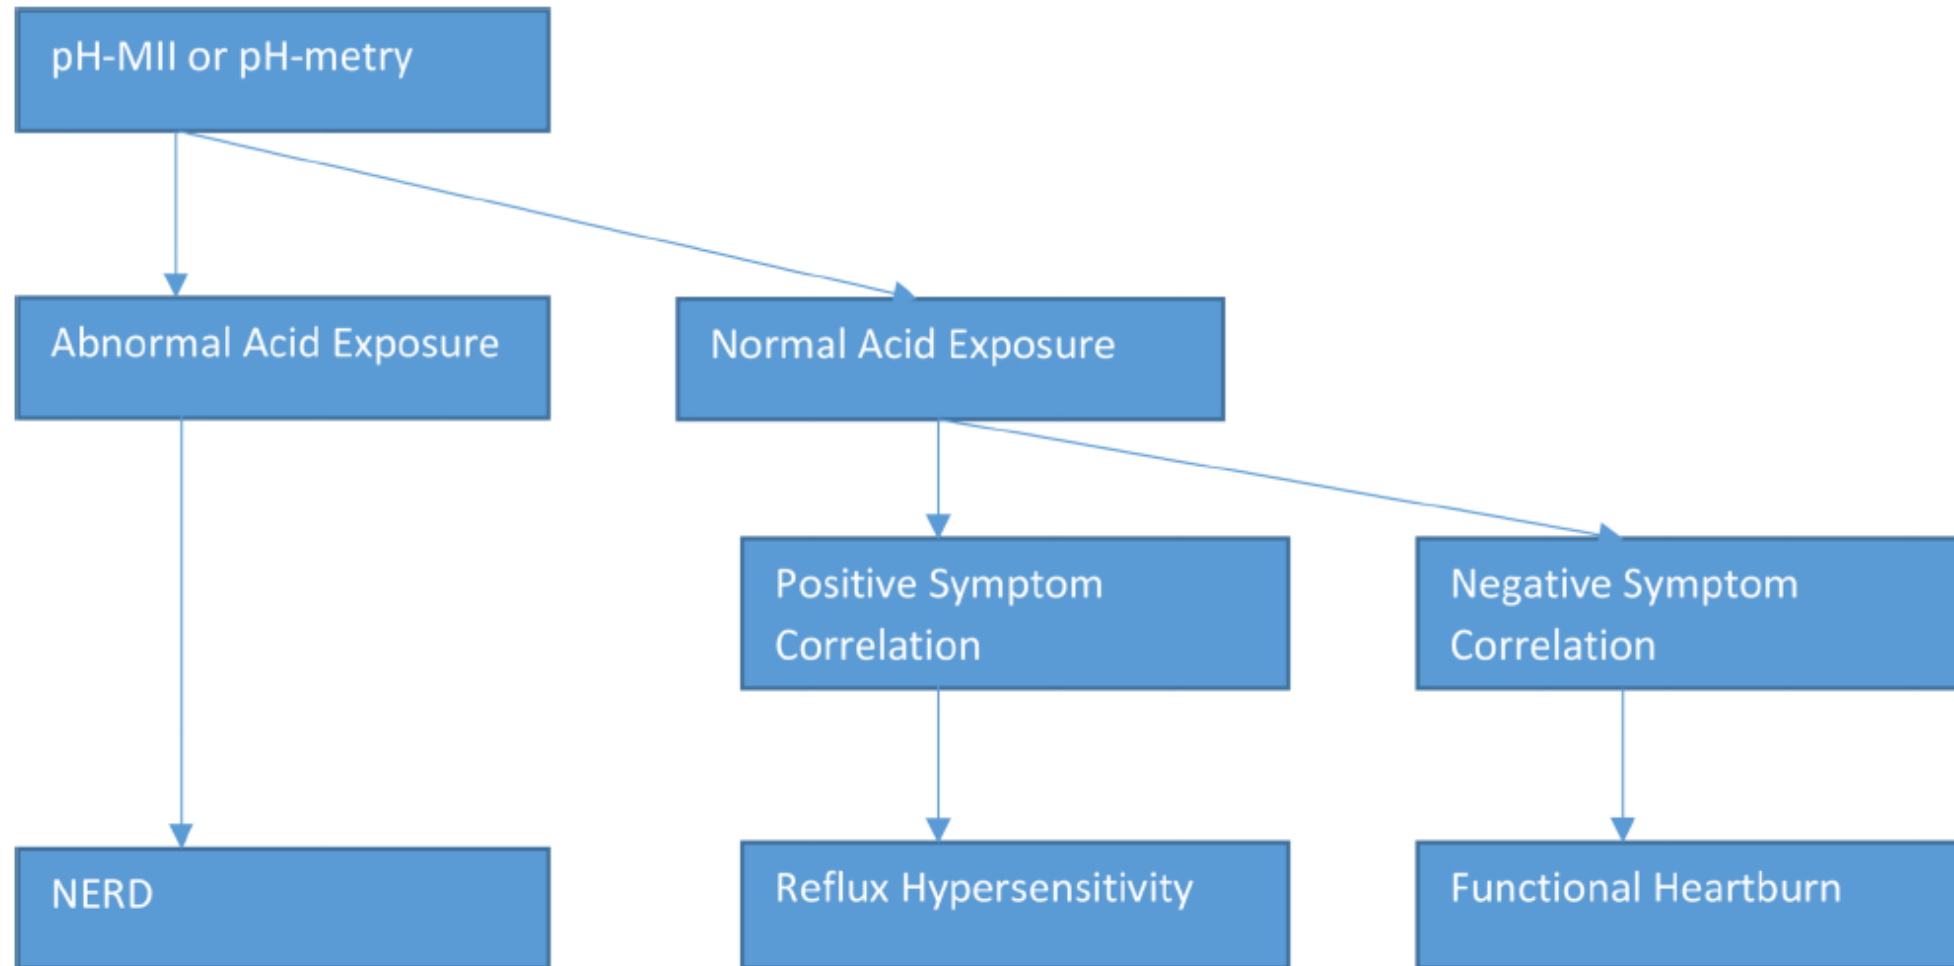 pH-MII or pH-metry
Abnormal Acid Exposure
Normal Acid Exposure
Positive Symptom
Correlation
Negative Symptom
Correlation
NERD
Reflux Hypersensitivity
Functional Heartburn